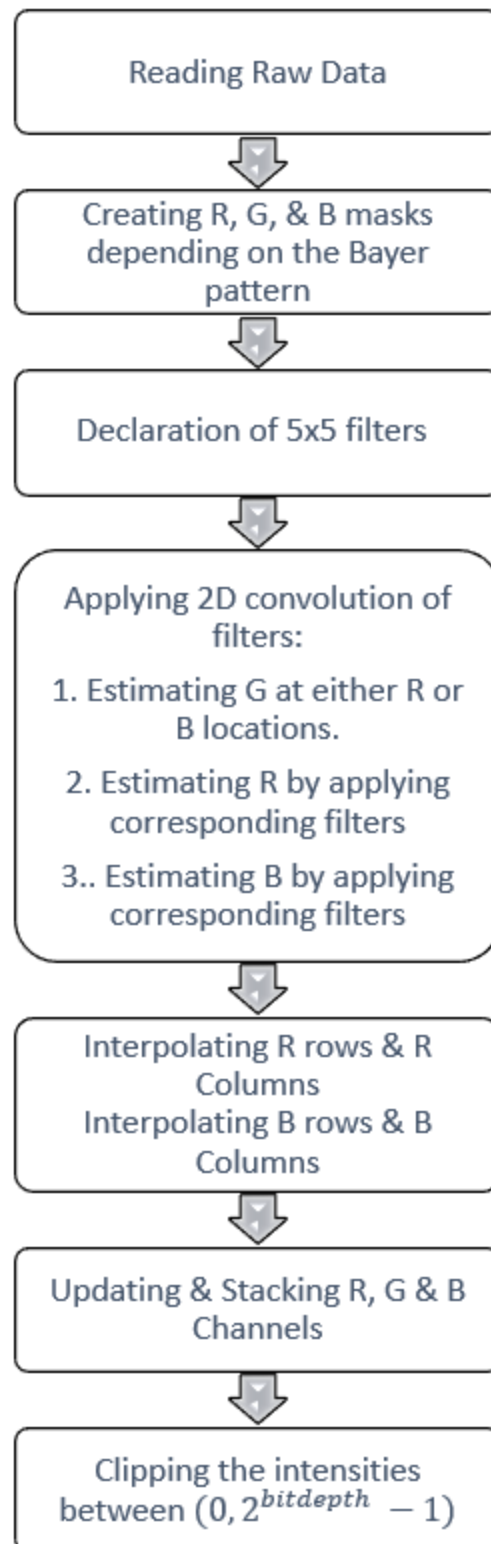 Reading Raw Data
Creating R, G, & B masks
depending on the Bayer
pattern
Declaration of 5x5 filters
Applying 2D convolution of
filters:
1. Estimating G at either R or
B locations.
2. Estimating R by applying
corresponding filters
3.. Estimating B by applying
corresponding filters
Interpolating R rows & R
Columns
Interpolating B rows & B
Columns
Updating & Stacking R, G & B
Channels
Clipping the intensities
between (0, 2^{bitdepth} − 1)